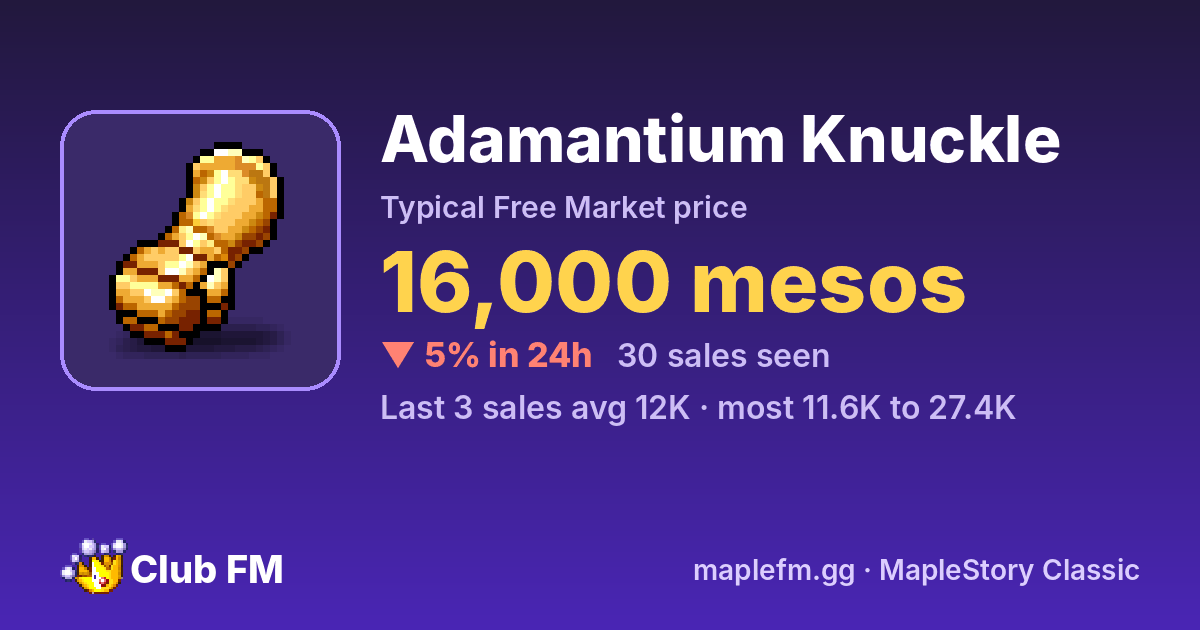 Adamantium Knuckle
Typical Free Market price
16,000 mesos
▼ 5% in 24h 30 sales seen
Last 3 sales avg 12K · most 11.6K to 27.4K
Club FM
maplefm.gg · MapleStory Classic